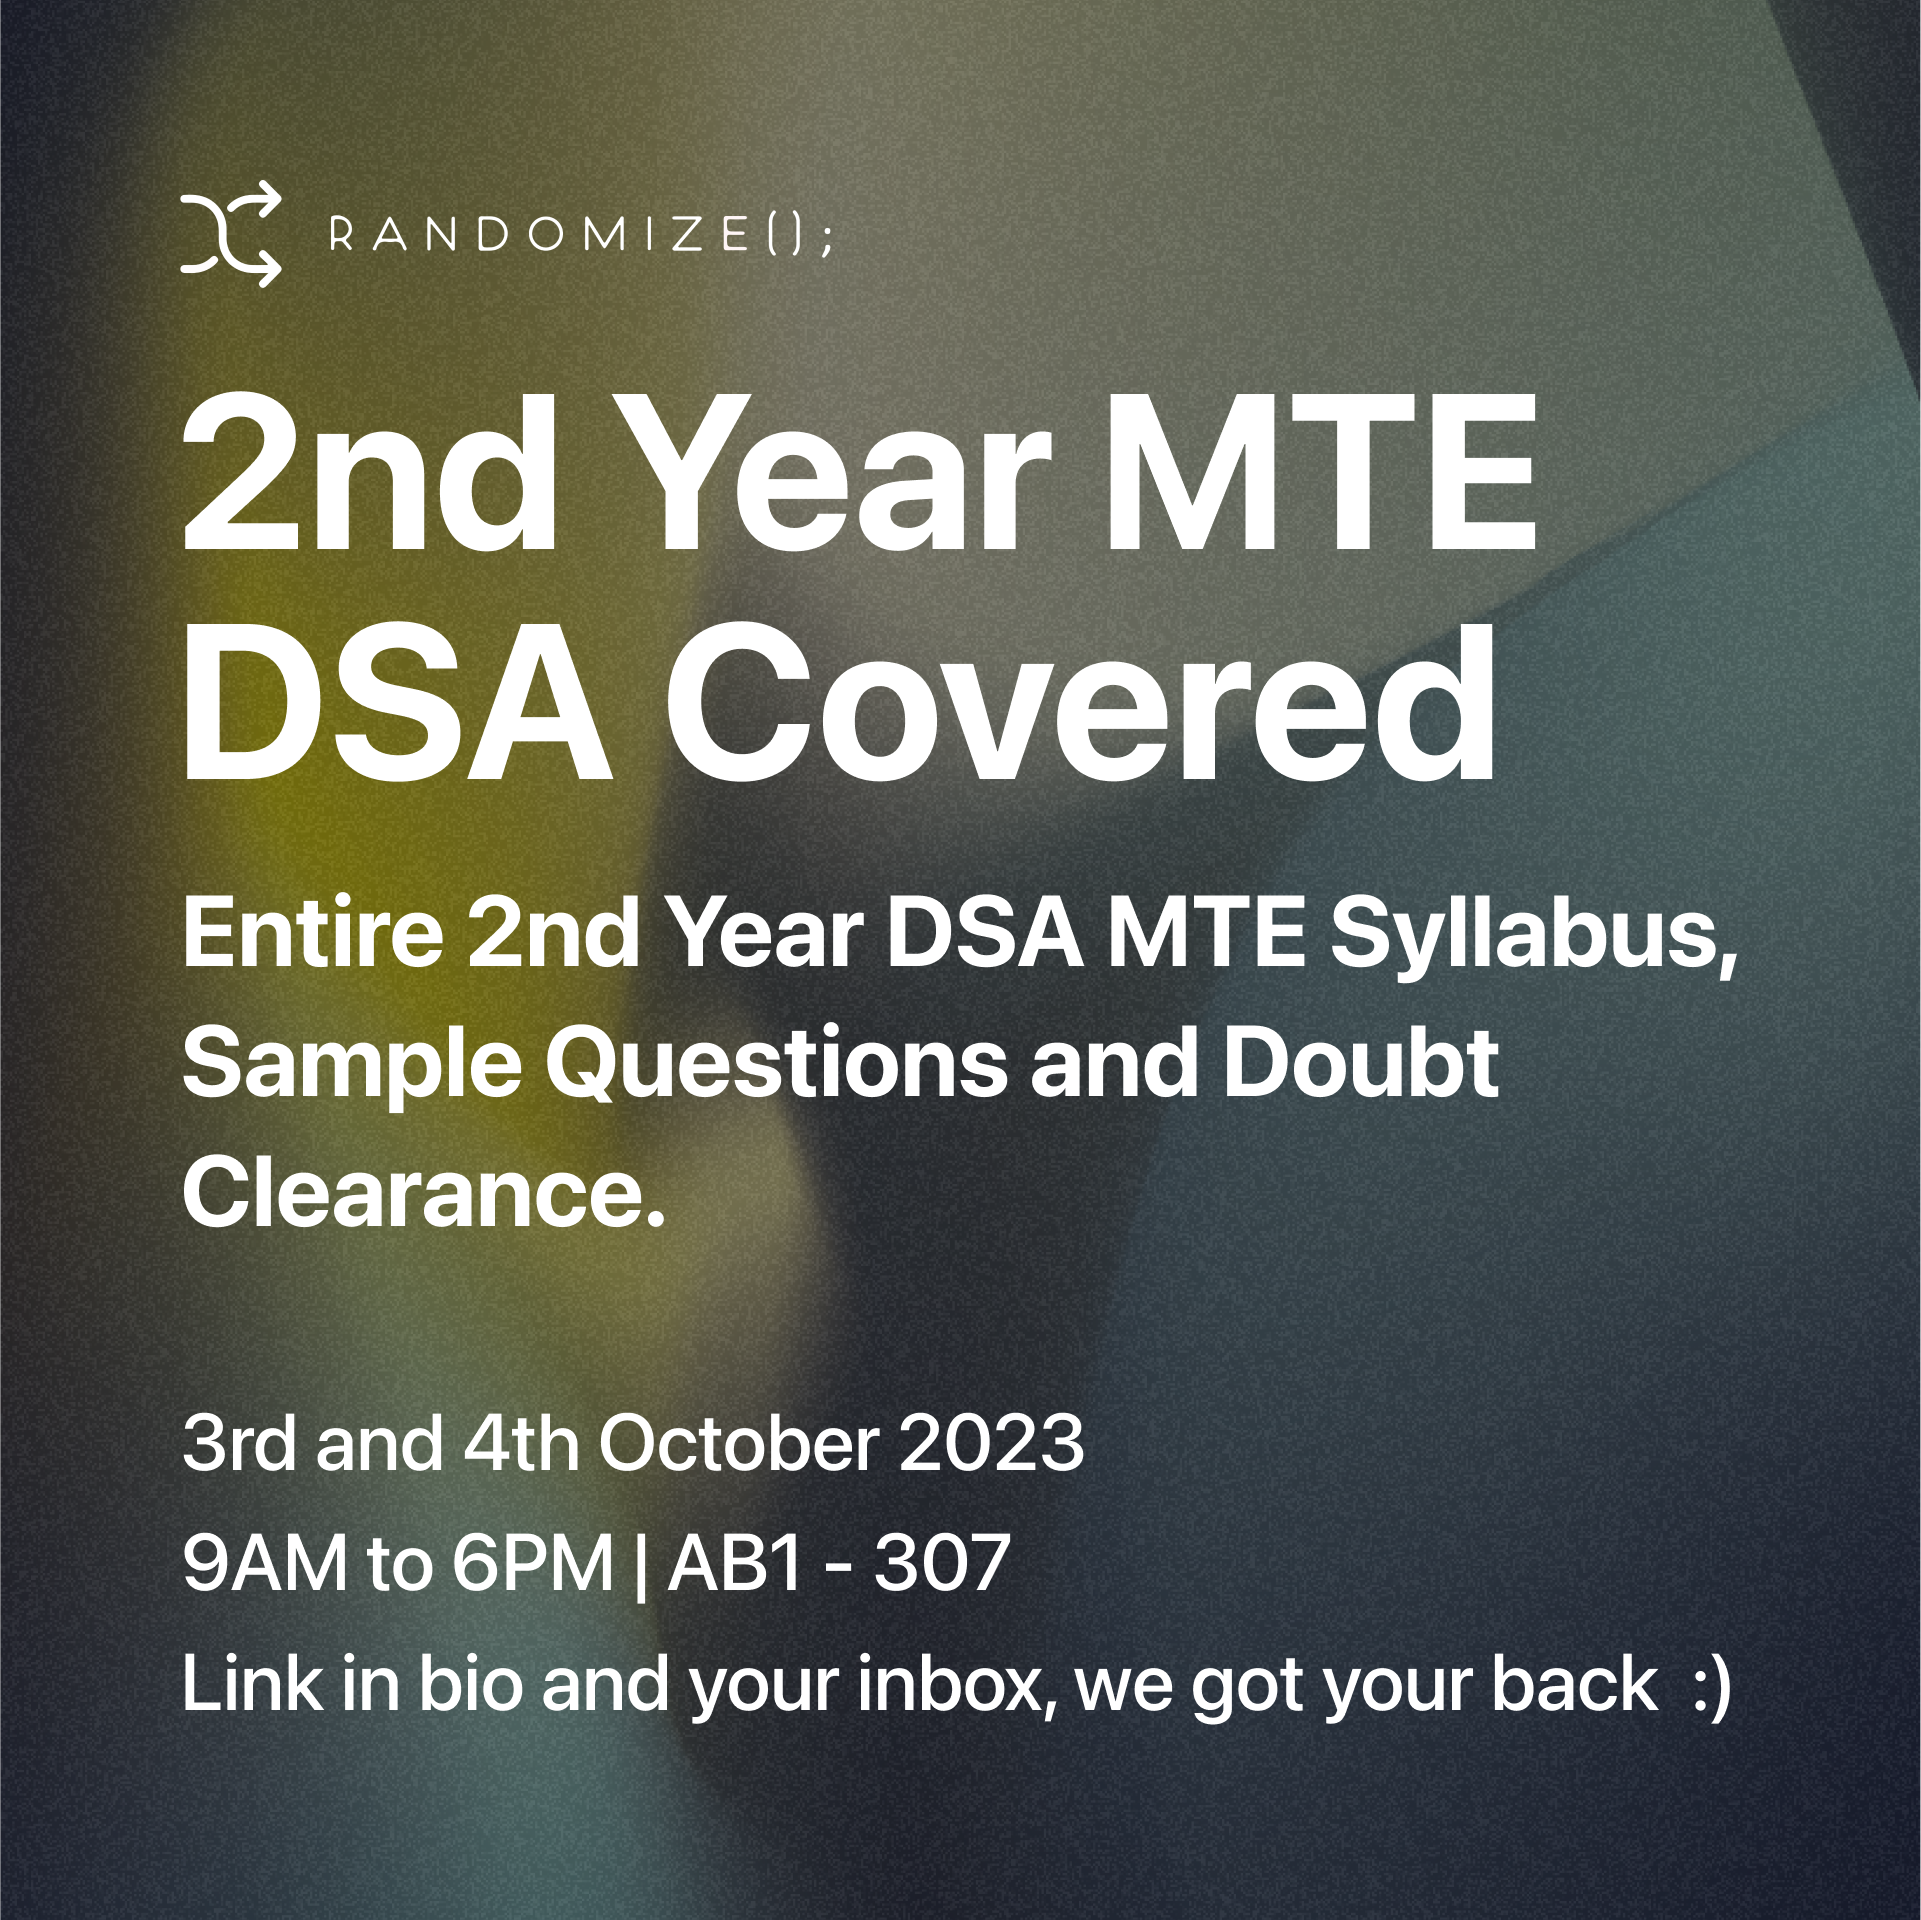 RANDOMIZE();
2nd Year MTE
DSA Covered
Entire 2nd Year DSA MTE Syllabus,
Sample Questions and Doubt
Clearance.
3rd and 4th October 2023
9AM to 6PM | AB1 - 307
Link in bio and your inbox, we got your back :)